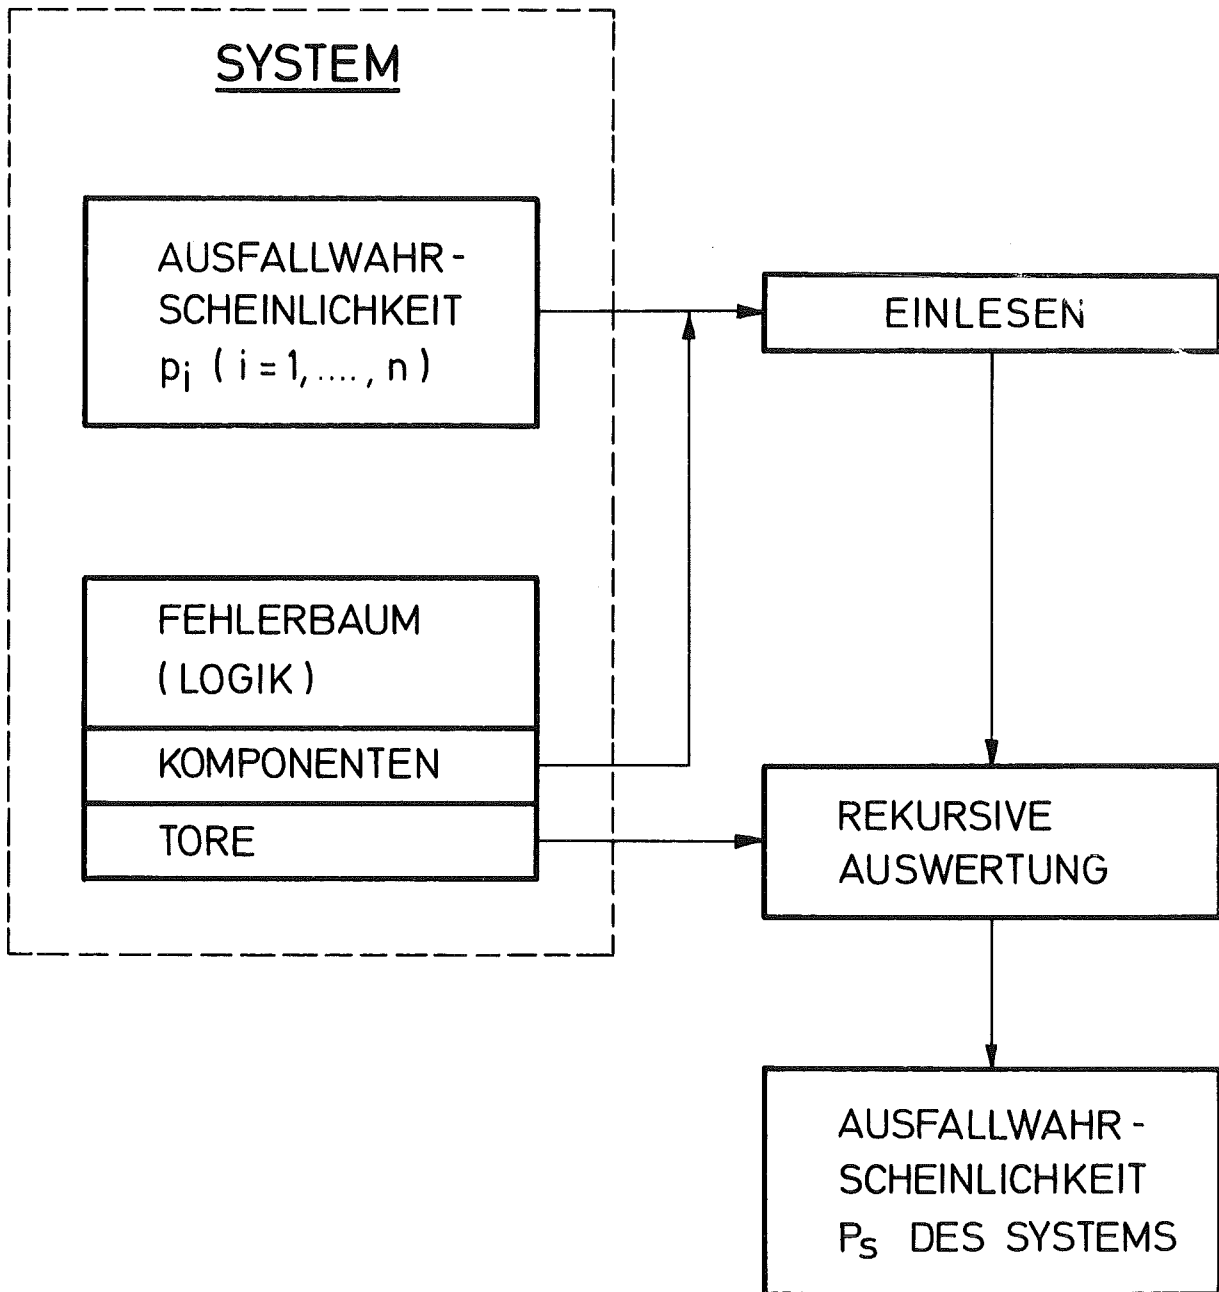 SYSTEM
AUSFALLWAHR-
SCHEINLICHKEIT
pi ( i = 1, ...., n )
EINLESEN
FEHLERBAUM
( LOGIK )
KOMPONENTEN
TORE
REKURSIVE
AUSWERTUNG
AUSFALLWAHR-
SCHEINLICHKEIT
Ps DES SYSTEMS